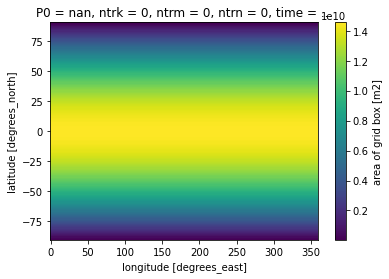 P0 = nan, ntrk = 0, ntrm = 0, ntrn = 0, time =
1e10
75
50
25
0
−25
−50
−75
latitude [degrees_north]
0 50 100 150 200 250 300 350
longitude [degrees_east]
1.4
1.2
1.0
0.8
0.6
0.4
0.2
area of grid box [m2]